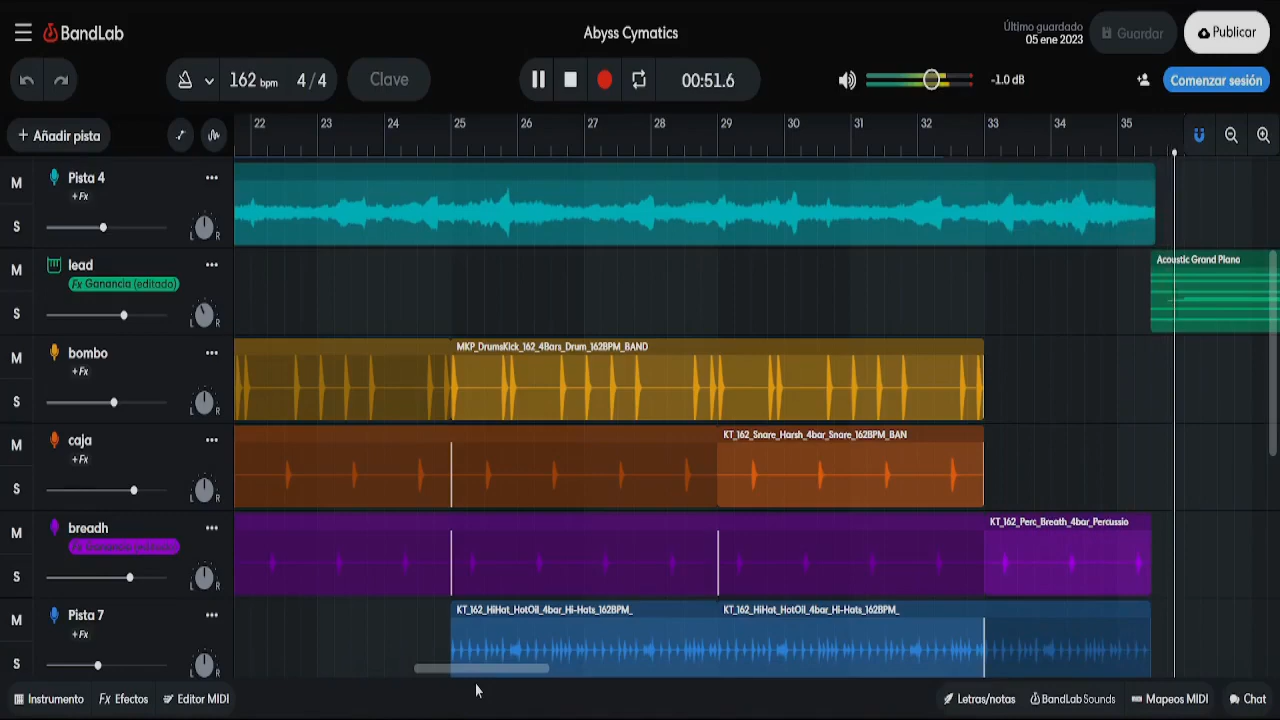 BandLab
Abyss Cymatics
Último guardado
05 ene 2023
Guardar
Publicar
162 bpm
4/4
Clave
00:51.6
-1.0 dB
Comenzar sesión
+ Añadir pista
22 23 24 25 26 27 28 29 30 31 32 33 34 35
M
Pista 4
+Fx
S
L R
M
lead
Fx Ganancia (editado)
S
L R
Acoustic Grand Piano
M
bombo
+Fx
S
L R
MKP_DrumsKick_162_4Bars_Drum_162BPM_BAND
M
caja
+Fx
S
L R
KT_162_Snare_Harsh_4bar_Snare_162BPM_BAN
M
breadh
S
L R
KT_162_Perc_Breath_4bar_Percussio
M
Pista 7
+Fx
S
L R
KT_162_HiHat_HotOil_4bar_Hi-Hats_162BPM_
KT_162_HiHat_HotOil_4bar_Hi-Hats_162BPM_
Instrumento
Fx Efectos
Editor MIDI
Letras/notas
BandLab Sounds
Mapeos MIDI
Chat